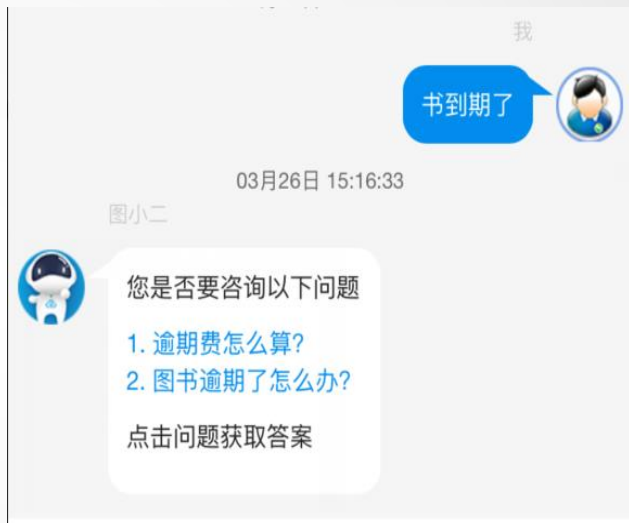 我
书到期了
03月26日 15:16:33
图小二
您是否要咨询以下问题
1. 逾期费怎么算?
2. 图书逾期了怎么办?
点击问题获取答案